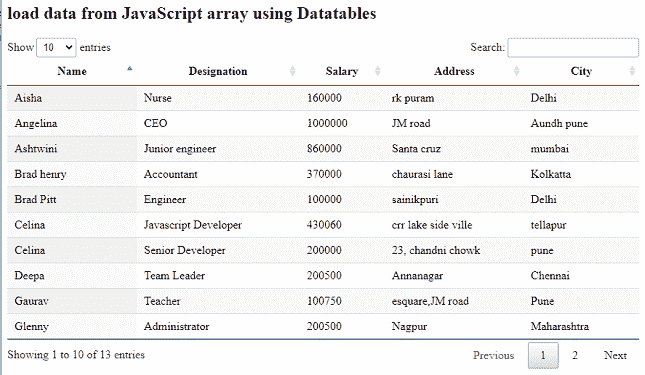 load data from JavaScript array using Datatables
Show 10 entries Search:
Name Designation Salary Address City
Aisha Nurse 160000 rk puram Delhi
Angelina CEO 1000000 JM road Aundh pune
Ashtwini Junior engineer 860000 Santa cruz mumbai
Brad henry Accountant 370000 chaurasi lane Kolkatta
Brad Pitt Engineer 100000 sainikpuri Delhi
Celina Javascript Developer 430060 crr lake side ville tellapur
Celina Senior Developer 200000 23, chandni chowk pune
Deepa Team Leader 200500 Annanagar Chennai
Gaurav Teacher 100750 esquare,JM road Pune
Glenny Administrator 200500 Nagpur Maharashtra
Showing 1 to 10 of 13 entries Previous 1 2 Next